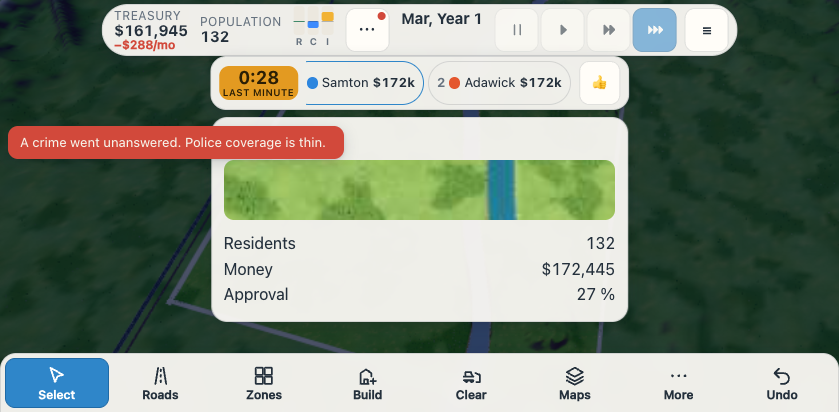 TREASURY
$161,945
−$288/mo
POPULATION
132
R C I
Mar, Year 1
0:28
LAST MINUTE
Samton $172k
2 Adawick $172k
A crime went unanswered. Police coverage is thin.
Residents 132
Money $172,445
Approval 27 %
Select
Roads
Zones
Build
Clear
Maps
More
Undo